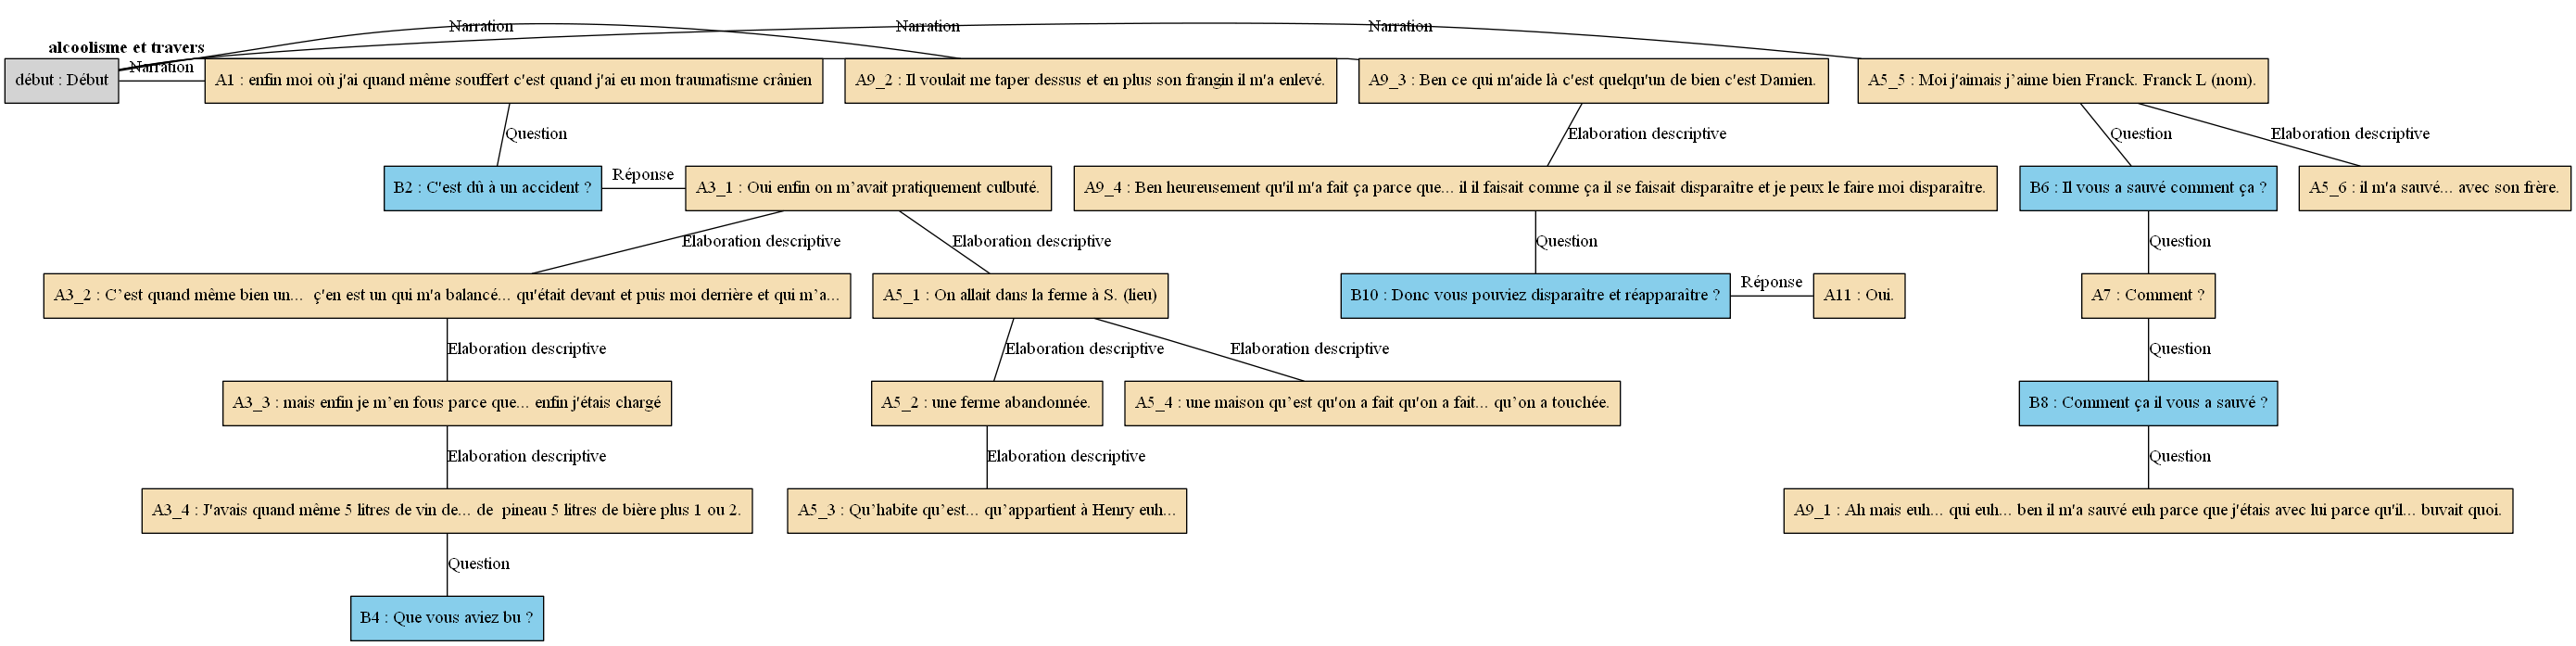 Narration
Narration
Narration
alcoolisme et travers
Narration
début : Début
A1 : enfin moi où j'ai quand même souffert c'est quand j'ai eu mon traumatisme crânien
A9_2 : Il voulait me taper dessus et en plus son frangin il m'a enlevé.
A9_3 : Ben ce qui m'aide là c'est quelqu'un de bien c'est Damien.
A5_5 : Moi j'aimais j’aime bien Franck. Franck L (nom).
Question
Elaboration descriptive
Question
Elaboration descriptive
B2 : C'est dû à un accident ?
Réponse
A3_1 : Oui enfin on m’avait pratiquement culbuté.
A9_4 : Ben heureusement qu'il m'a fait ça parce que... il il faisait comme ça il se faisait disparaître et je peux le faire moi disparaître.
B6 : Il vous a sauvé comment ça ?
A5_6 : il m'a sauvé... avec son frère.
Elaboration descriptive
Elaboration descriptive
Question
Question
A3_2 : C’est quand même bien un...  ç'en est un qui m'a balancé... qu'était devant et puis moi derrière et qui m’a...
A5_1 : On allait dans la ferme à S. (lieu)
B10 : Donc vous pouviez disparaître et réapparaître ?
Réponse
A11 : Oui.
A7 : Comment ?
Elaboration descriptive
Elaboration descriptive
Elaboration descriptive
Question
A3_3 : mais enfin je m’en fous parce que... enfin j'étais chargé
A5_2 : une ferme abandonnée.
A5_4 : une maison qu’est qu'on a fait qu'on a fait... qu’on a touchée.
B8 : Comment ça il vous a sauvé ?
Elaboration descriptive
Elaboration descriptive
Question
A3_4 : J'avais quand même 5 litres de vin de... de  pineau 5 litres de bière plus 1 ou 2.
A5_3 : Qu’habite qu’est... qu’appartient à Henry euh...
A9_1 : Ah mais euh... qui euh... ben il m'a sauvé euh parce que j'étais avec lui parce qu'il... buvait quoi.
Question
B4 : Que vous aviez bu ?